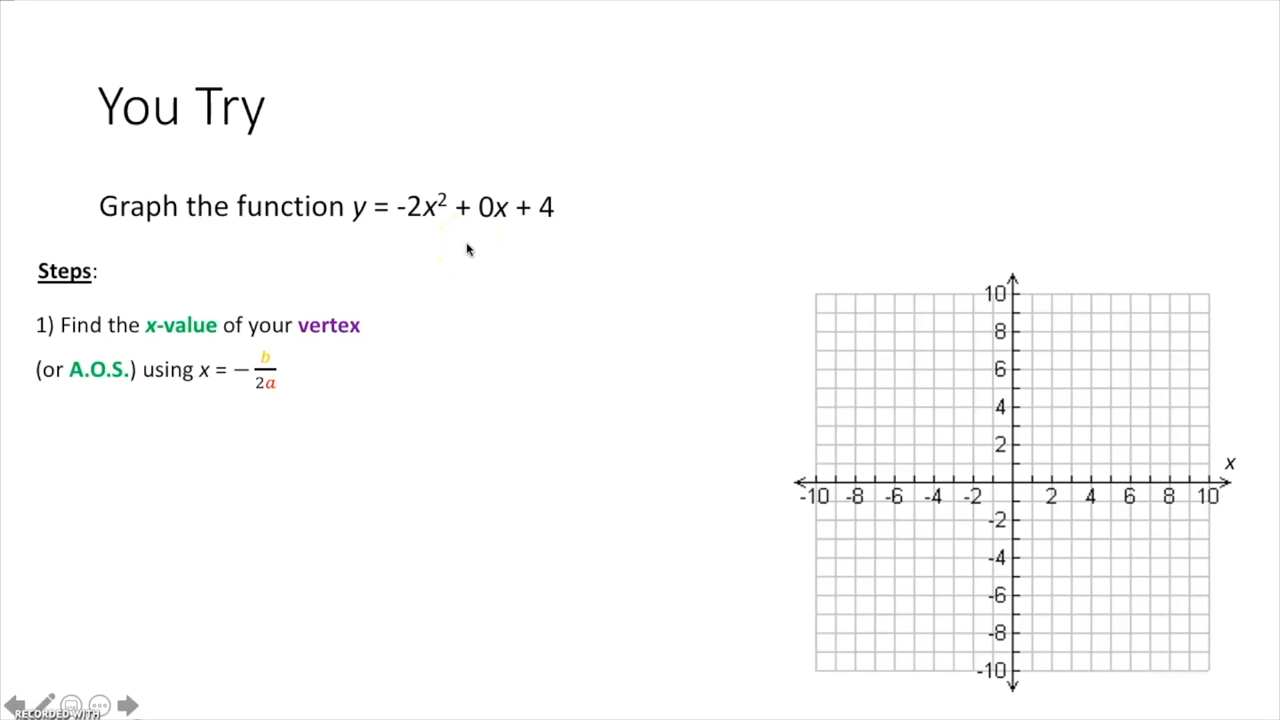 You Try
Graph the function y = -2x² + 0x + 4
Steps:
1) Find the x-value of your vertex
(or A.O.S.) using x = − b/2a
10
8
6
4
2
x
-10 -8 -6 -4 -2 2 4 6 8 10
-2
-4
-6
-8
-10
RECORDED WITH